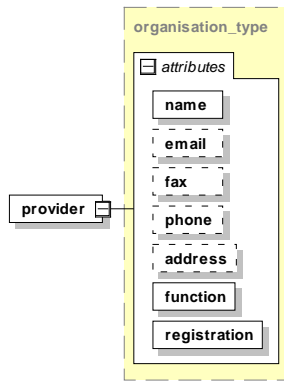 organisation_type
attributes
name
email
fax
provider
phone
address
function
registration